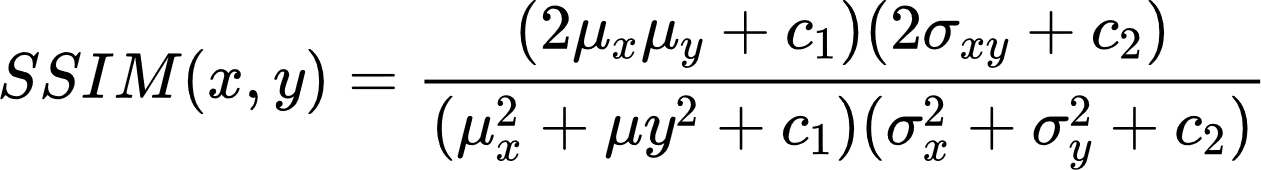 SSIM(x, y) = \frac{(2\mu_x\mu_y + c_1)(2\sigma_{xy} + c_2)}{(\mu_x^2 + \mu y^2 + c_1)(\sigma_x^2 + \sigma_y^2 + c_2)}